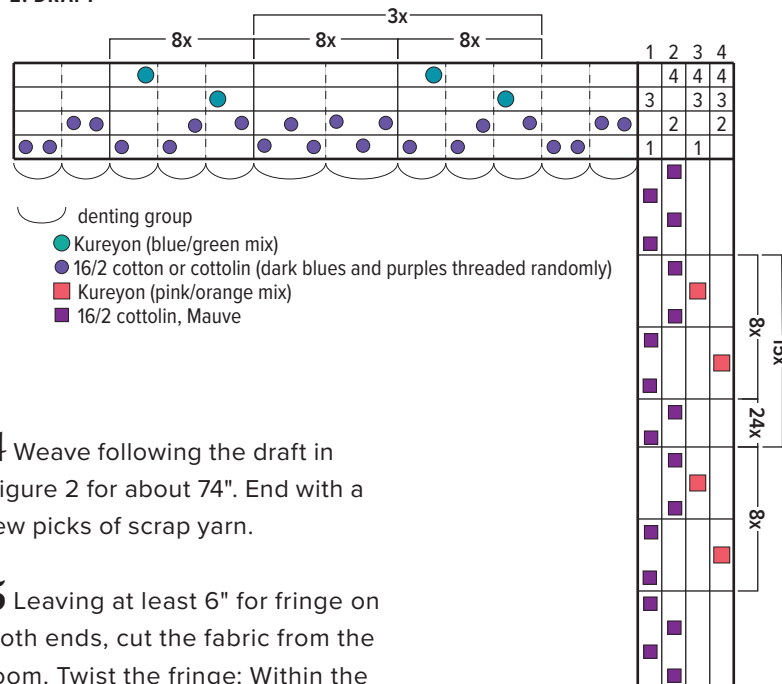 3x
8x 8x 8x
1 2 3 4
4 4 4
3 3 3
2 2
1 1
denting group
Kureyon (blue/green mix)
16/2 cotton or cottolin (dark blues and purples threaded randomly)
Kureyon (pink/orange mix)
16/2 cottolin, Mauve
8x
15x
24x
8x
4 Weave following the draft in
igure 2 for about 74". End with a
ew picks of scrap yarn.
5 Leaving at least 6" for fringe on
oth ends, cut the fabric from the
oom. Twist the fringe: Within the